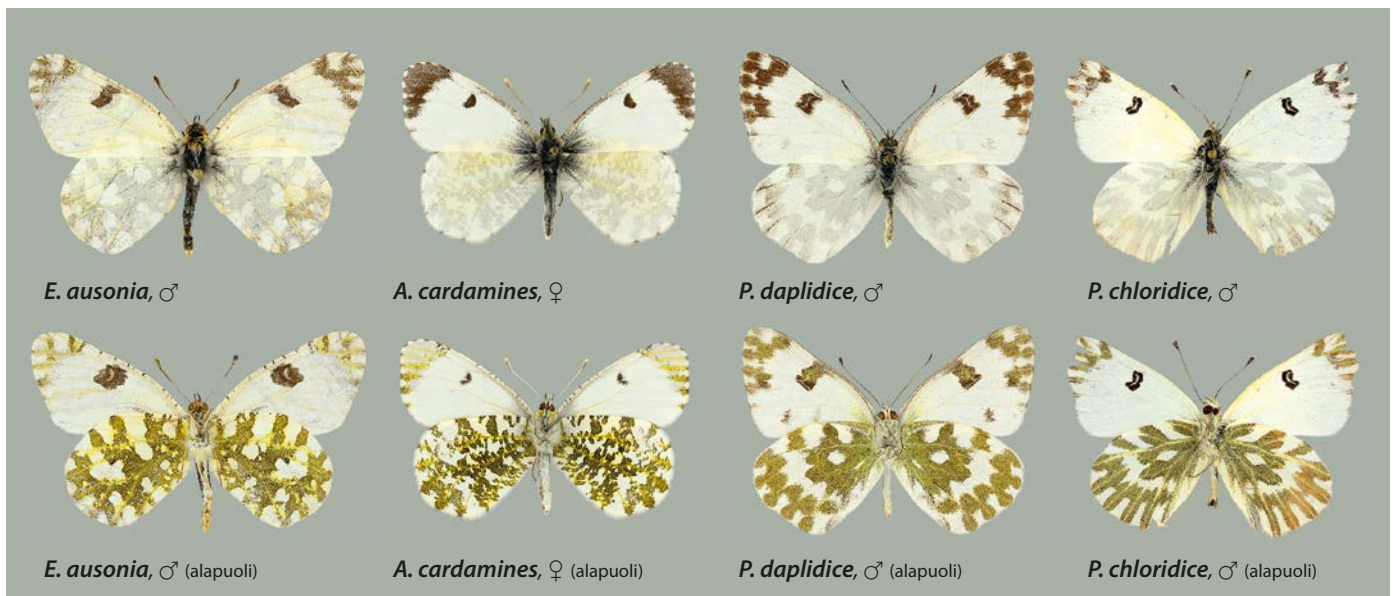 E. ausonia, ♂
A. cardamines, ♀
P. daplidice, ♂
P. chloridice, ♂
E. ausonia, ♂ (alapuoli)
A. cardamines, ♀ (alapuoli)
P. daplidice, ♂ (alapuoli)
P. chloridice, ♂ (alapuoli)